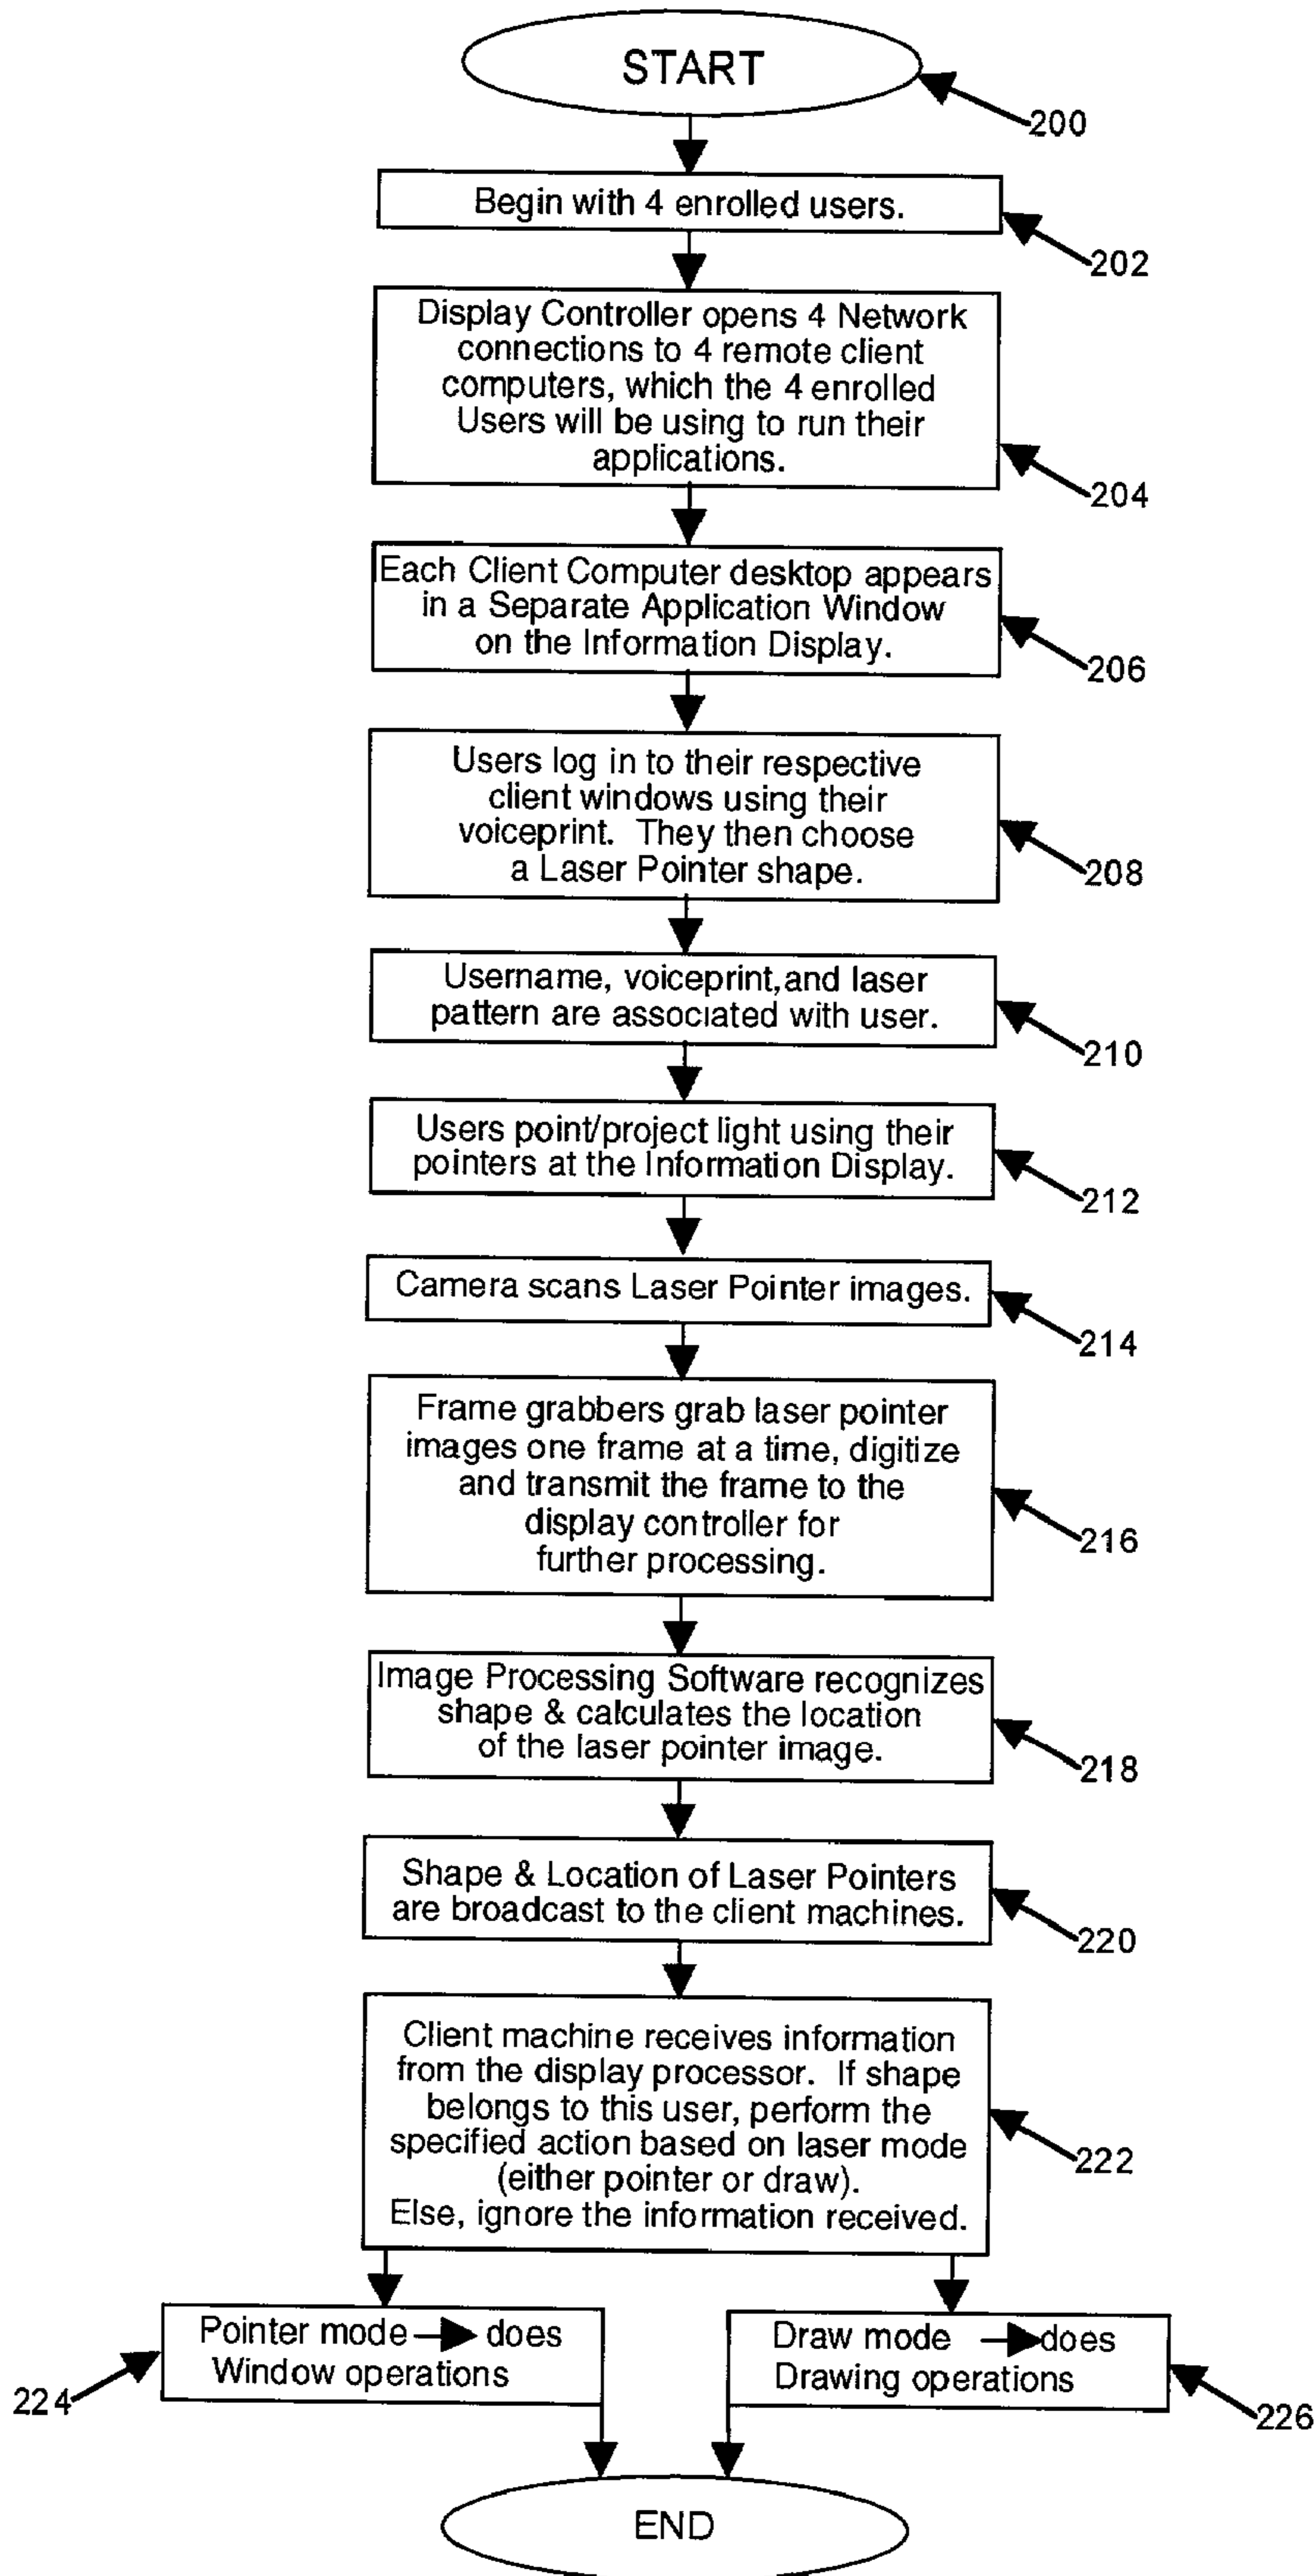 START
200
Begin with 4 enrolled users.
202
Display Controller opens 4 Network
connections to 4 remote client
computers, which the 4 enrolled
Users will be using to run their
applications.
204
Each Client Computer desktop appears
in a Separate Application Window
on the Information Display.
206
Users log in to their respective
client windows using their
voiceprint. They then choose
a Laser Pointer shape.
208
Username, voiceprint,and laser
pattern are associated with user.
210
Users point/project light using their
pointers at the Information Display.
212
Camera scans Laser Pointer images.
214
Frame grabbers grab laser pointer
images one frame at a time, digitize
and transmit the frame to the
display controller for
further processing.
216
Image Processing Software recognizes
shape & calculates the location
of the laser pointer image.
218
Shape & Location of Laser Pointers
are broadcast to the client machines.
220
Client machine receives information
from the display processor. If shape
belongs to this user, perform the
specified action based on laser mode
(either pointer or draw).
Else, ignore the information received.
222
Pointer mode → does
Window operations
224
Draw mode → does
Drawing operations
226
END